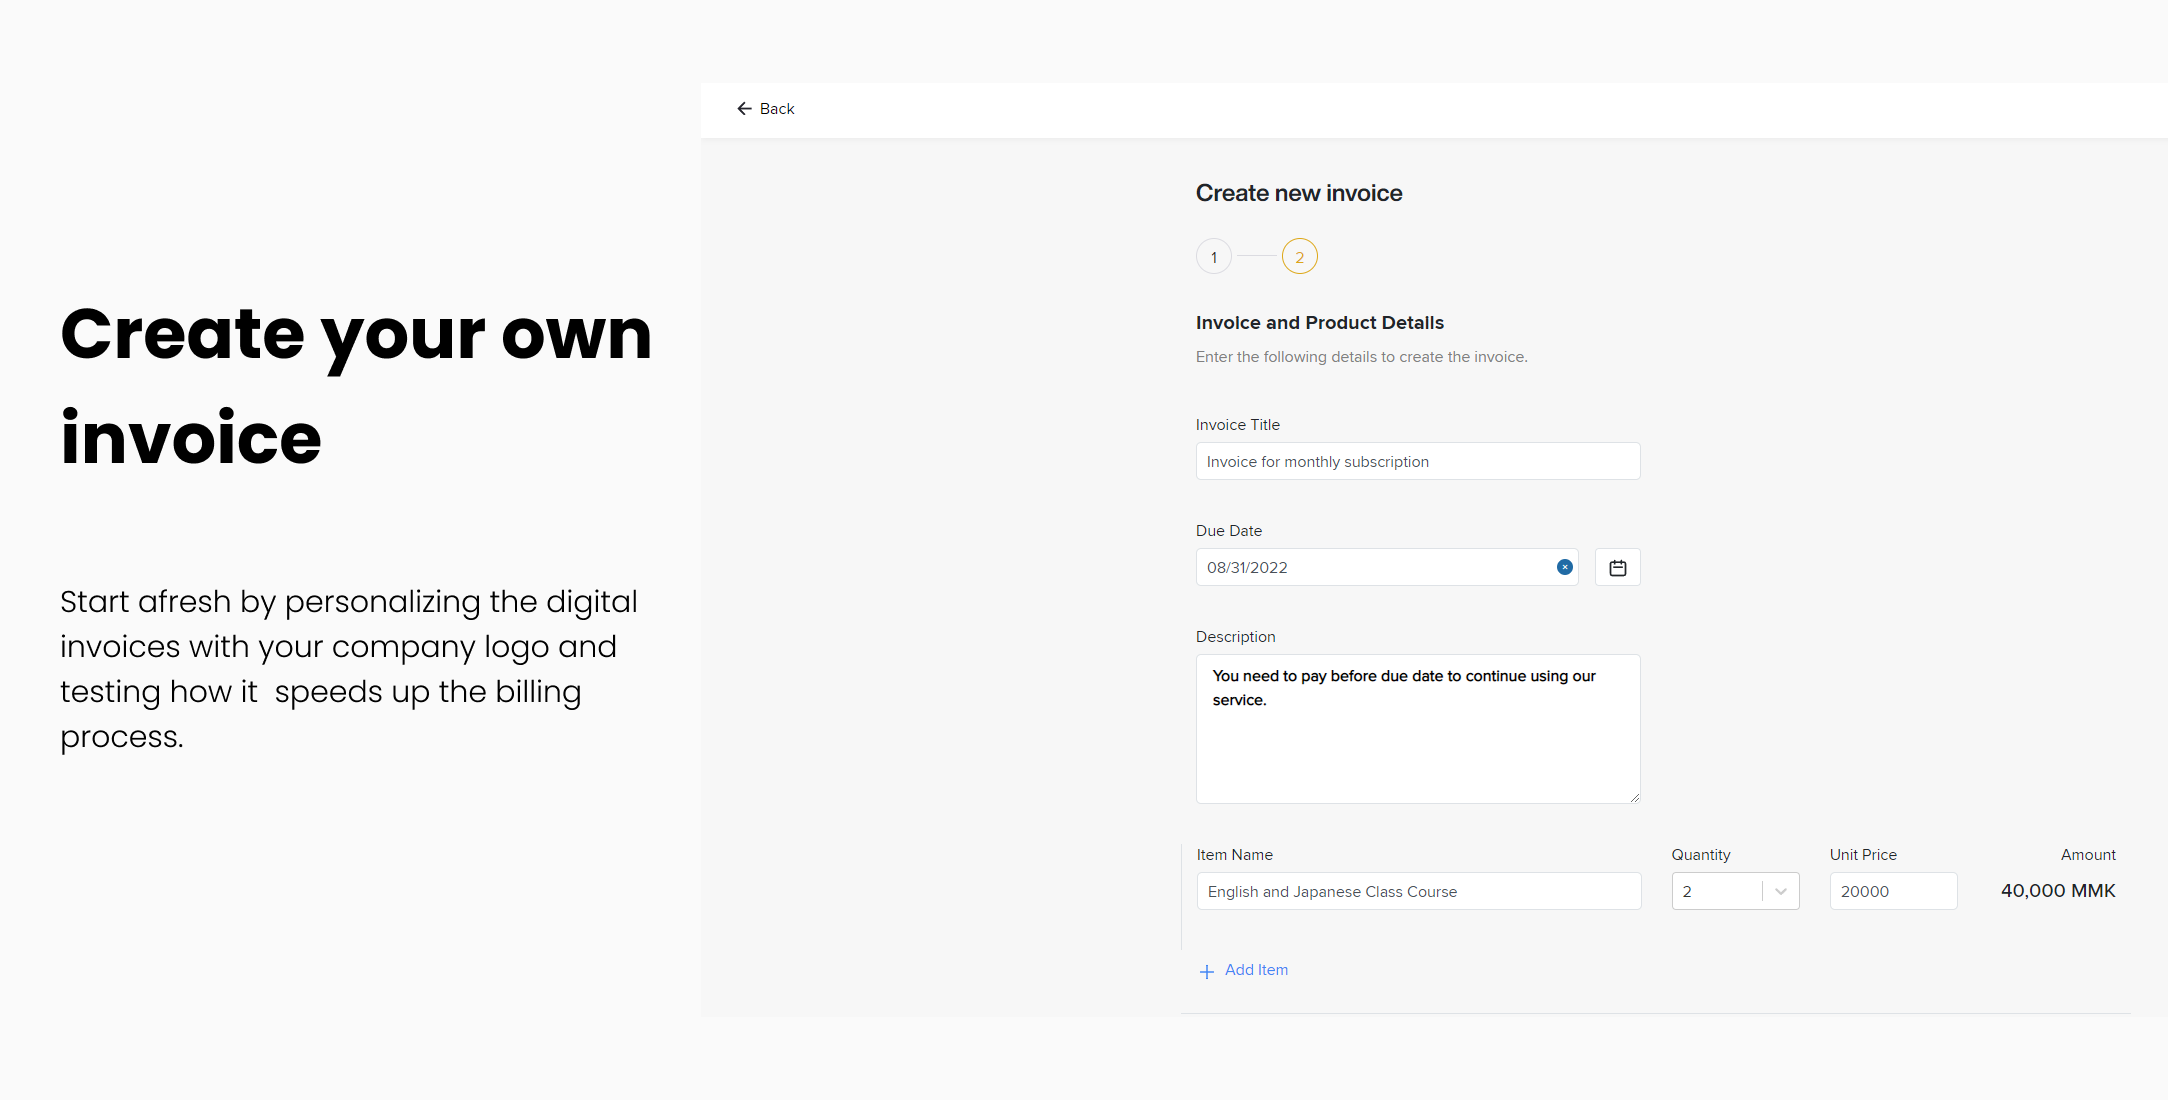 Create your own
invoice
Start afresh by personalizing the digital
invoices with your company logo and
testing how it  speeds up the billing
process.
Back
Create new invoice
1
2
Invoice and Product Details
Enter the following details to create the invoice.
Invoice Title
Invoice for monthly subscription
Due Date
08/31/2022
Description
You need to pay before due date to continue using our
service.
Item Name Quantity Unit Price Amount
English and Japanese Class Course 2 20000 40,000 MMK
Add Item